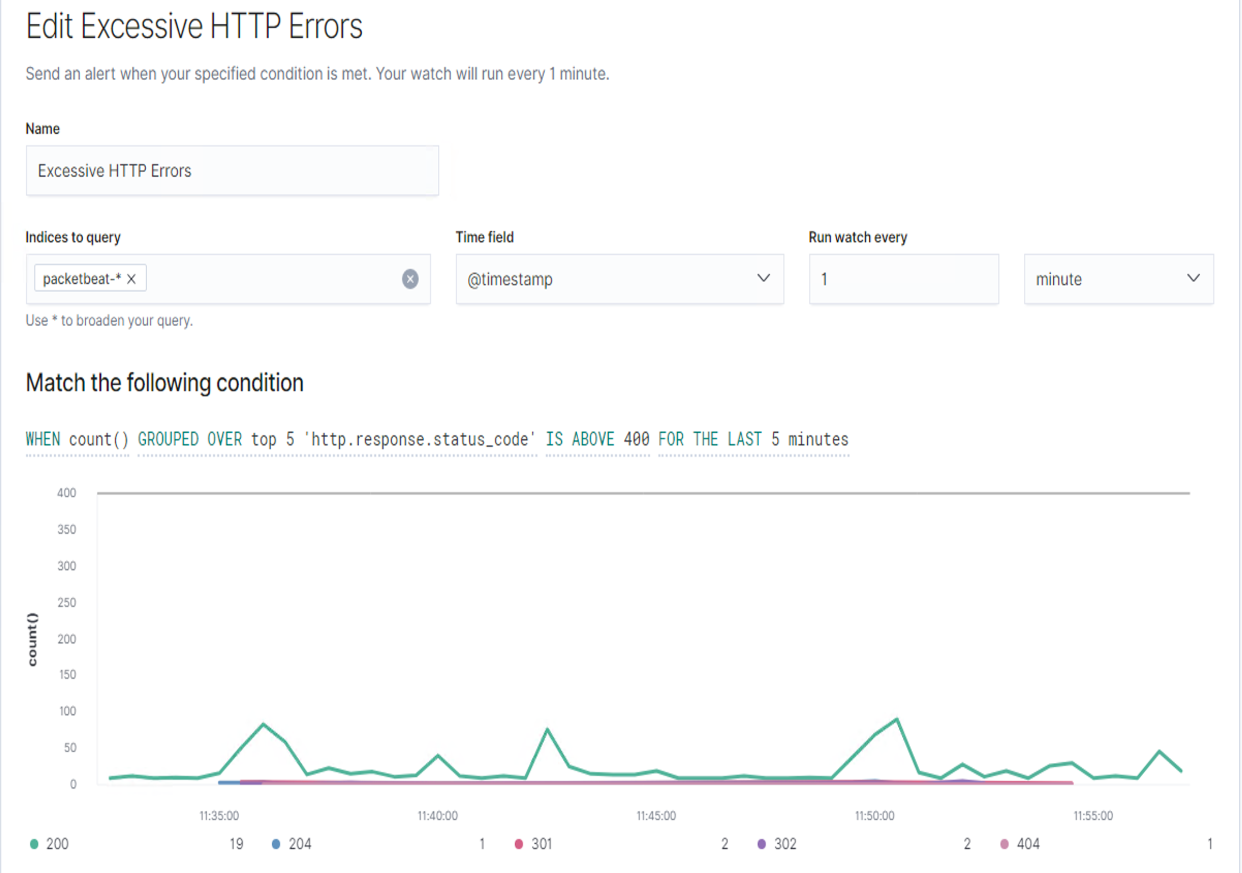 Edit Excessive HTTP Errors
Send an alert when your specified condition is met. Your watch will run every 1 minute.
Name
Excessive HTTP Errors
Indices to query Time field Run watch every
packetbeat-* @timestamp 1 minute
Use * to broaden your query.
Match the following condition
WHEN count() GROUPED OVER top 5 'http.response.status_code' IS ABOVE 400 FOR THE LAST 5 minutes
400
350
300
250
200
150
100
50
0
count()
11:35:00 11:40:00 11:45:00 11:50:00 11:55:00
200 19 204 1 301 2 302 2 404 1